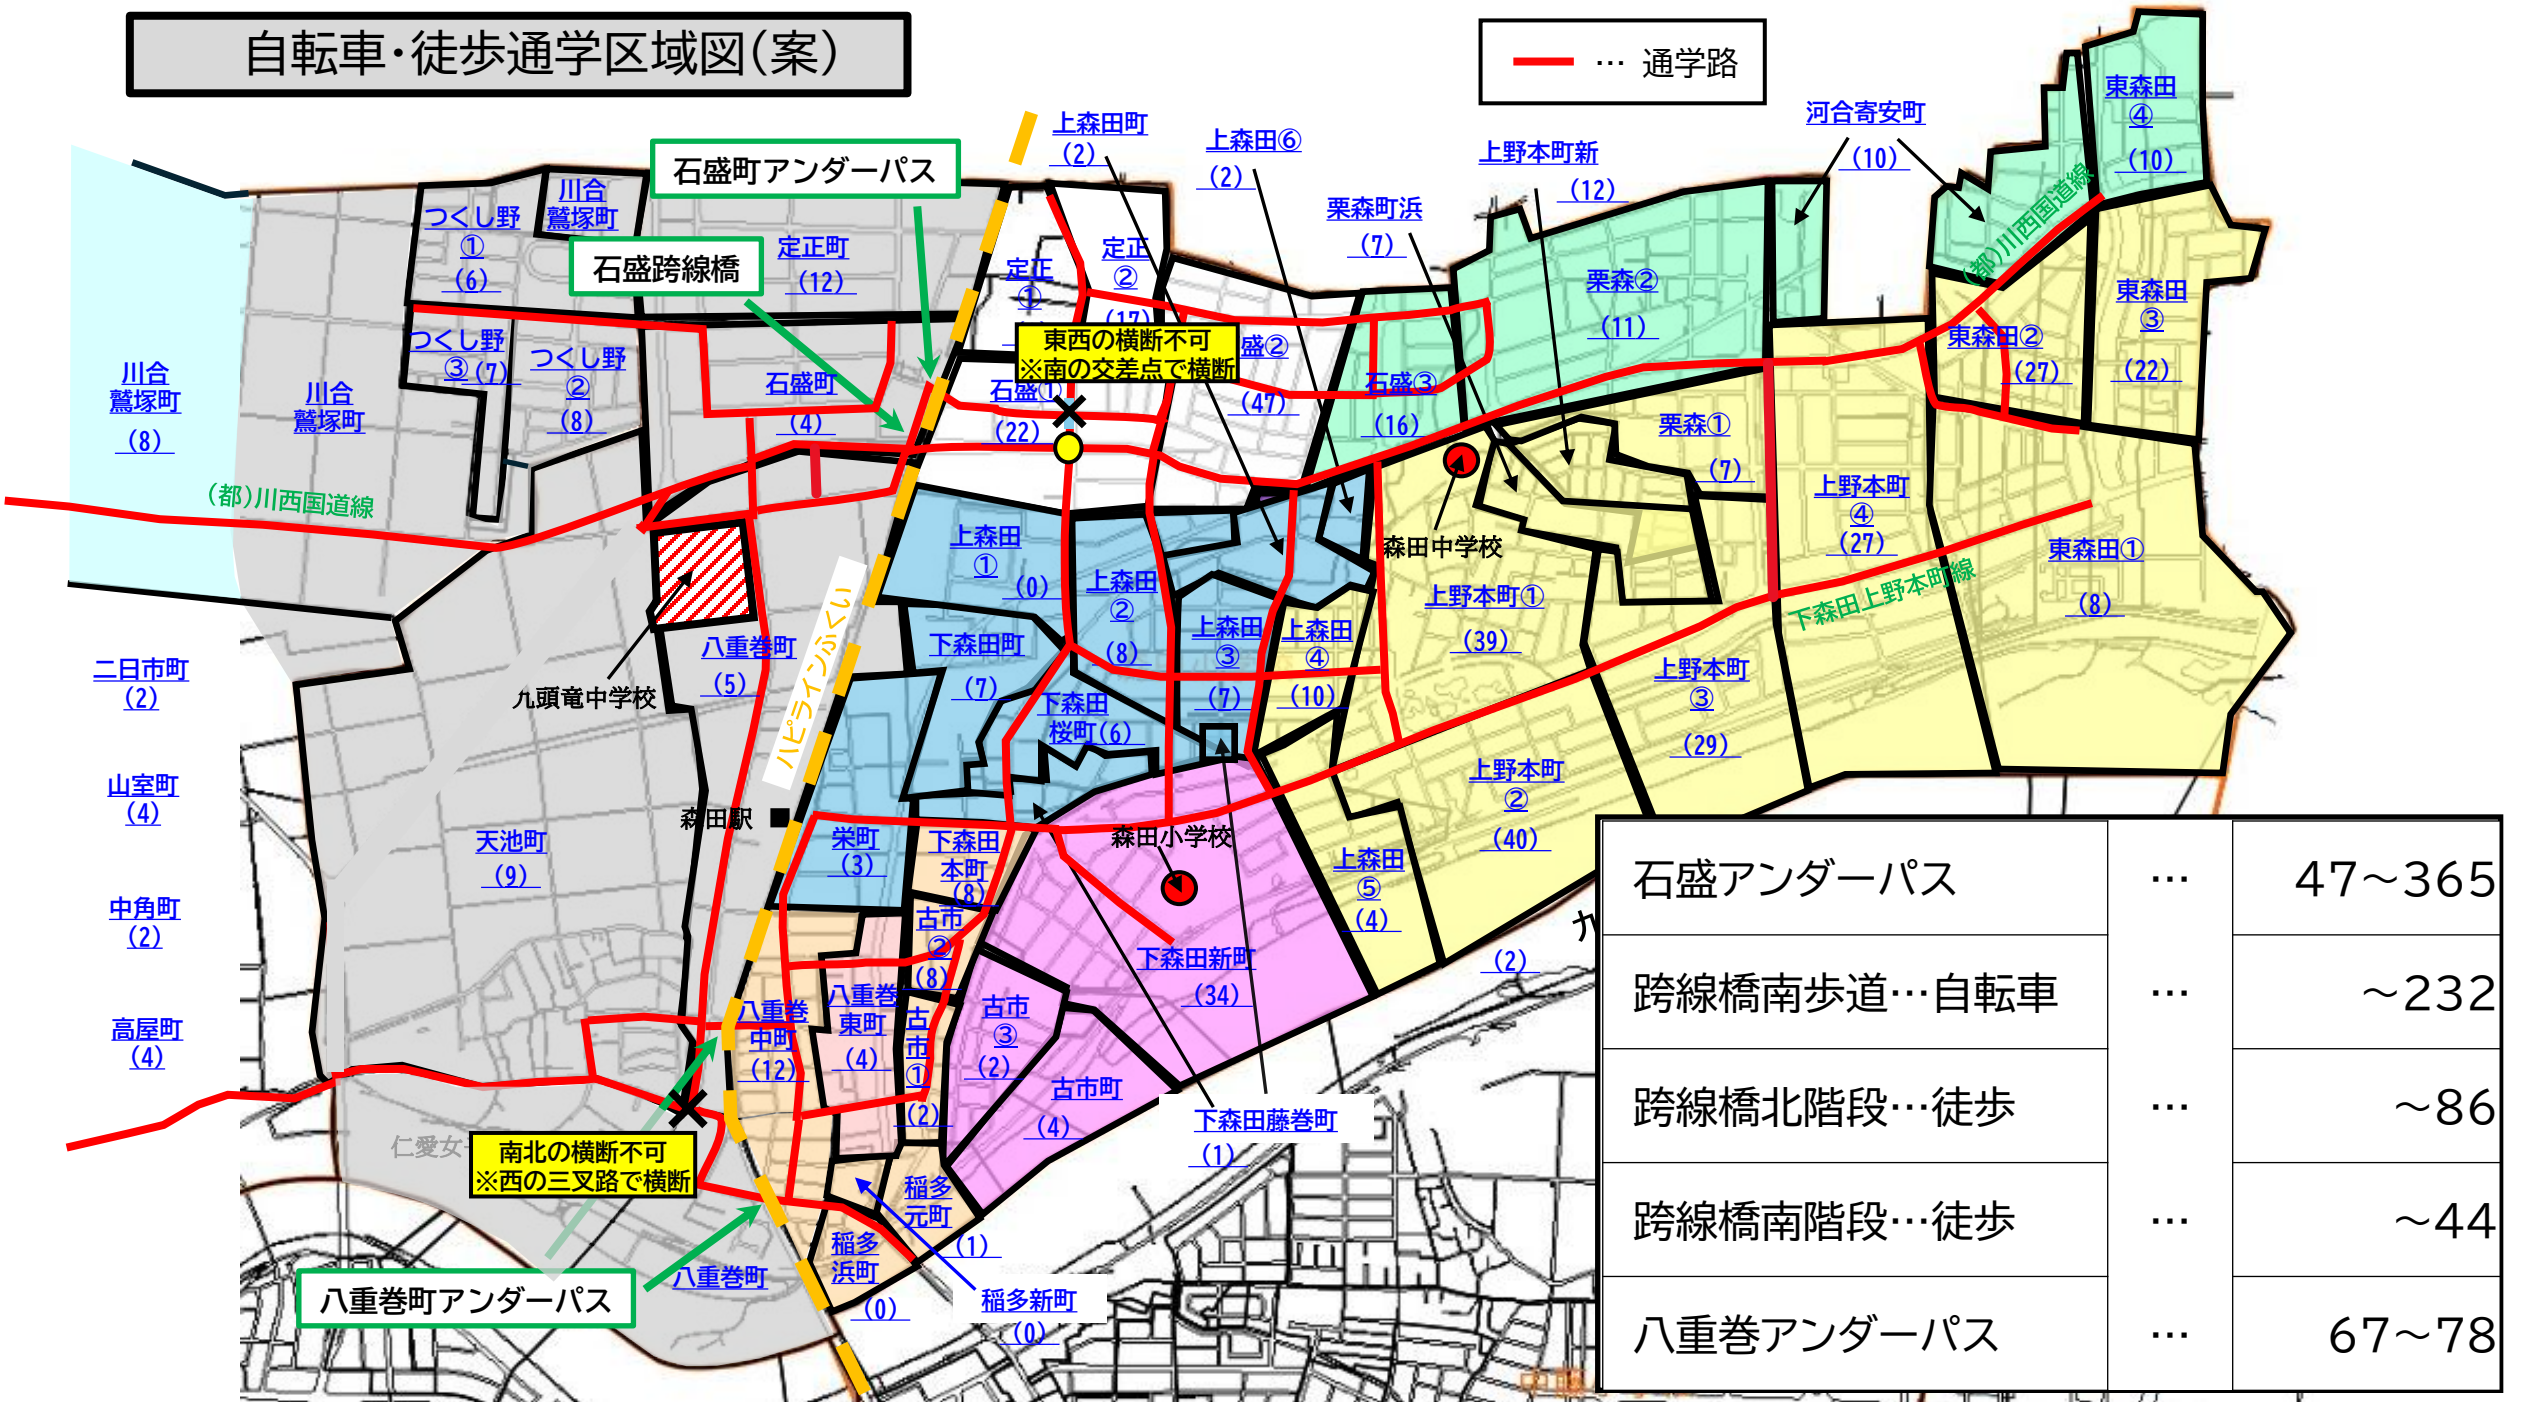 自転車・徒歩通学区域図(案)
… 通学路
石盛町アンダーパス
石盛跨線橋
上森田町
(2)
上森田⑥
(2)
栗森町浜
(7)
上野本町新
(12)
河合寄安町
(10)
東森田
④
(10)
川合
鷲塚町
つくし野
①
(6)
定正町
(12)
定正
①
定正
②
(17)
栗森②
(11)
(都)川西国道線
東森田
③
(22)
東森田②
(27)
東西の横断不可
※南の交差点で横断
盛②
(47)
石盛③
(16)
石盛①
(22)
つくし野
③(7)
つくし野
②
(8)
石盛町
(4)
川合
鷲塚町
(8)
川合
鷲塚町
(都)川西国道線
栗森①
(7)
上野本町
④
(27)
東森田①
(8)
下森田上野本町線
森田中学校
上野本町①
(39)
上森田
①
(0)
上森田
②
(8)
上森田
③
(7)
上森田
④
(10)
下森田町
(7)
下森田
桜町(6)
八重巻町
(5)
九頭竜中学校
ハピラインふくい
二日市町
(2)
山室町
(4)
中角町
(2)
高屋町
(4)
上野本町
③
(29)
上野本町
②
(40)
森田駅
天池町
(9)
栄町
(3)
下森田
本町
(8)
森田小学校
上森田
⑤
(4)
古市
②
(8)
下森田新町
(34)
九
(2)
八重巻
中町
(12)
八重巻
東町
(4)
古
市
①
(2)
古市
③
(2)
古市町
(4)
下森田藤巻町
(1)
仁愛女
南北の横断不可
※西の三叉路で横断
稲多
元町
(1)
稲多
浜町
(0)
稲多新町
(0)
八重巻町
八重巻町アンダーパス
石盛アンダーパス … 47~365
跨線橋南歩道…自転車 … ~232
跨線橋北階段…徒歩 … ~86
跨線橋南階段…徒歩 … ~44
八重巻アンダーパス … 67~78